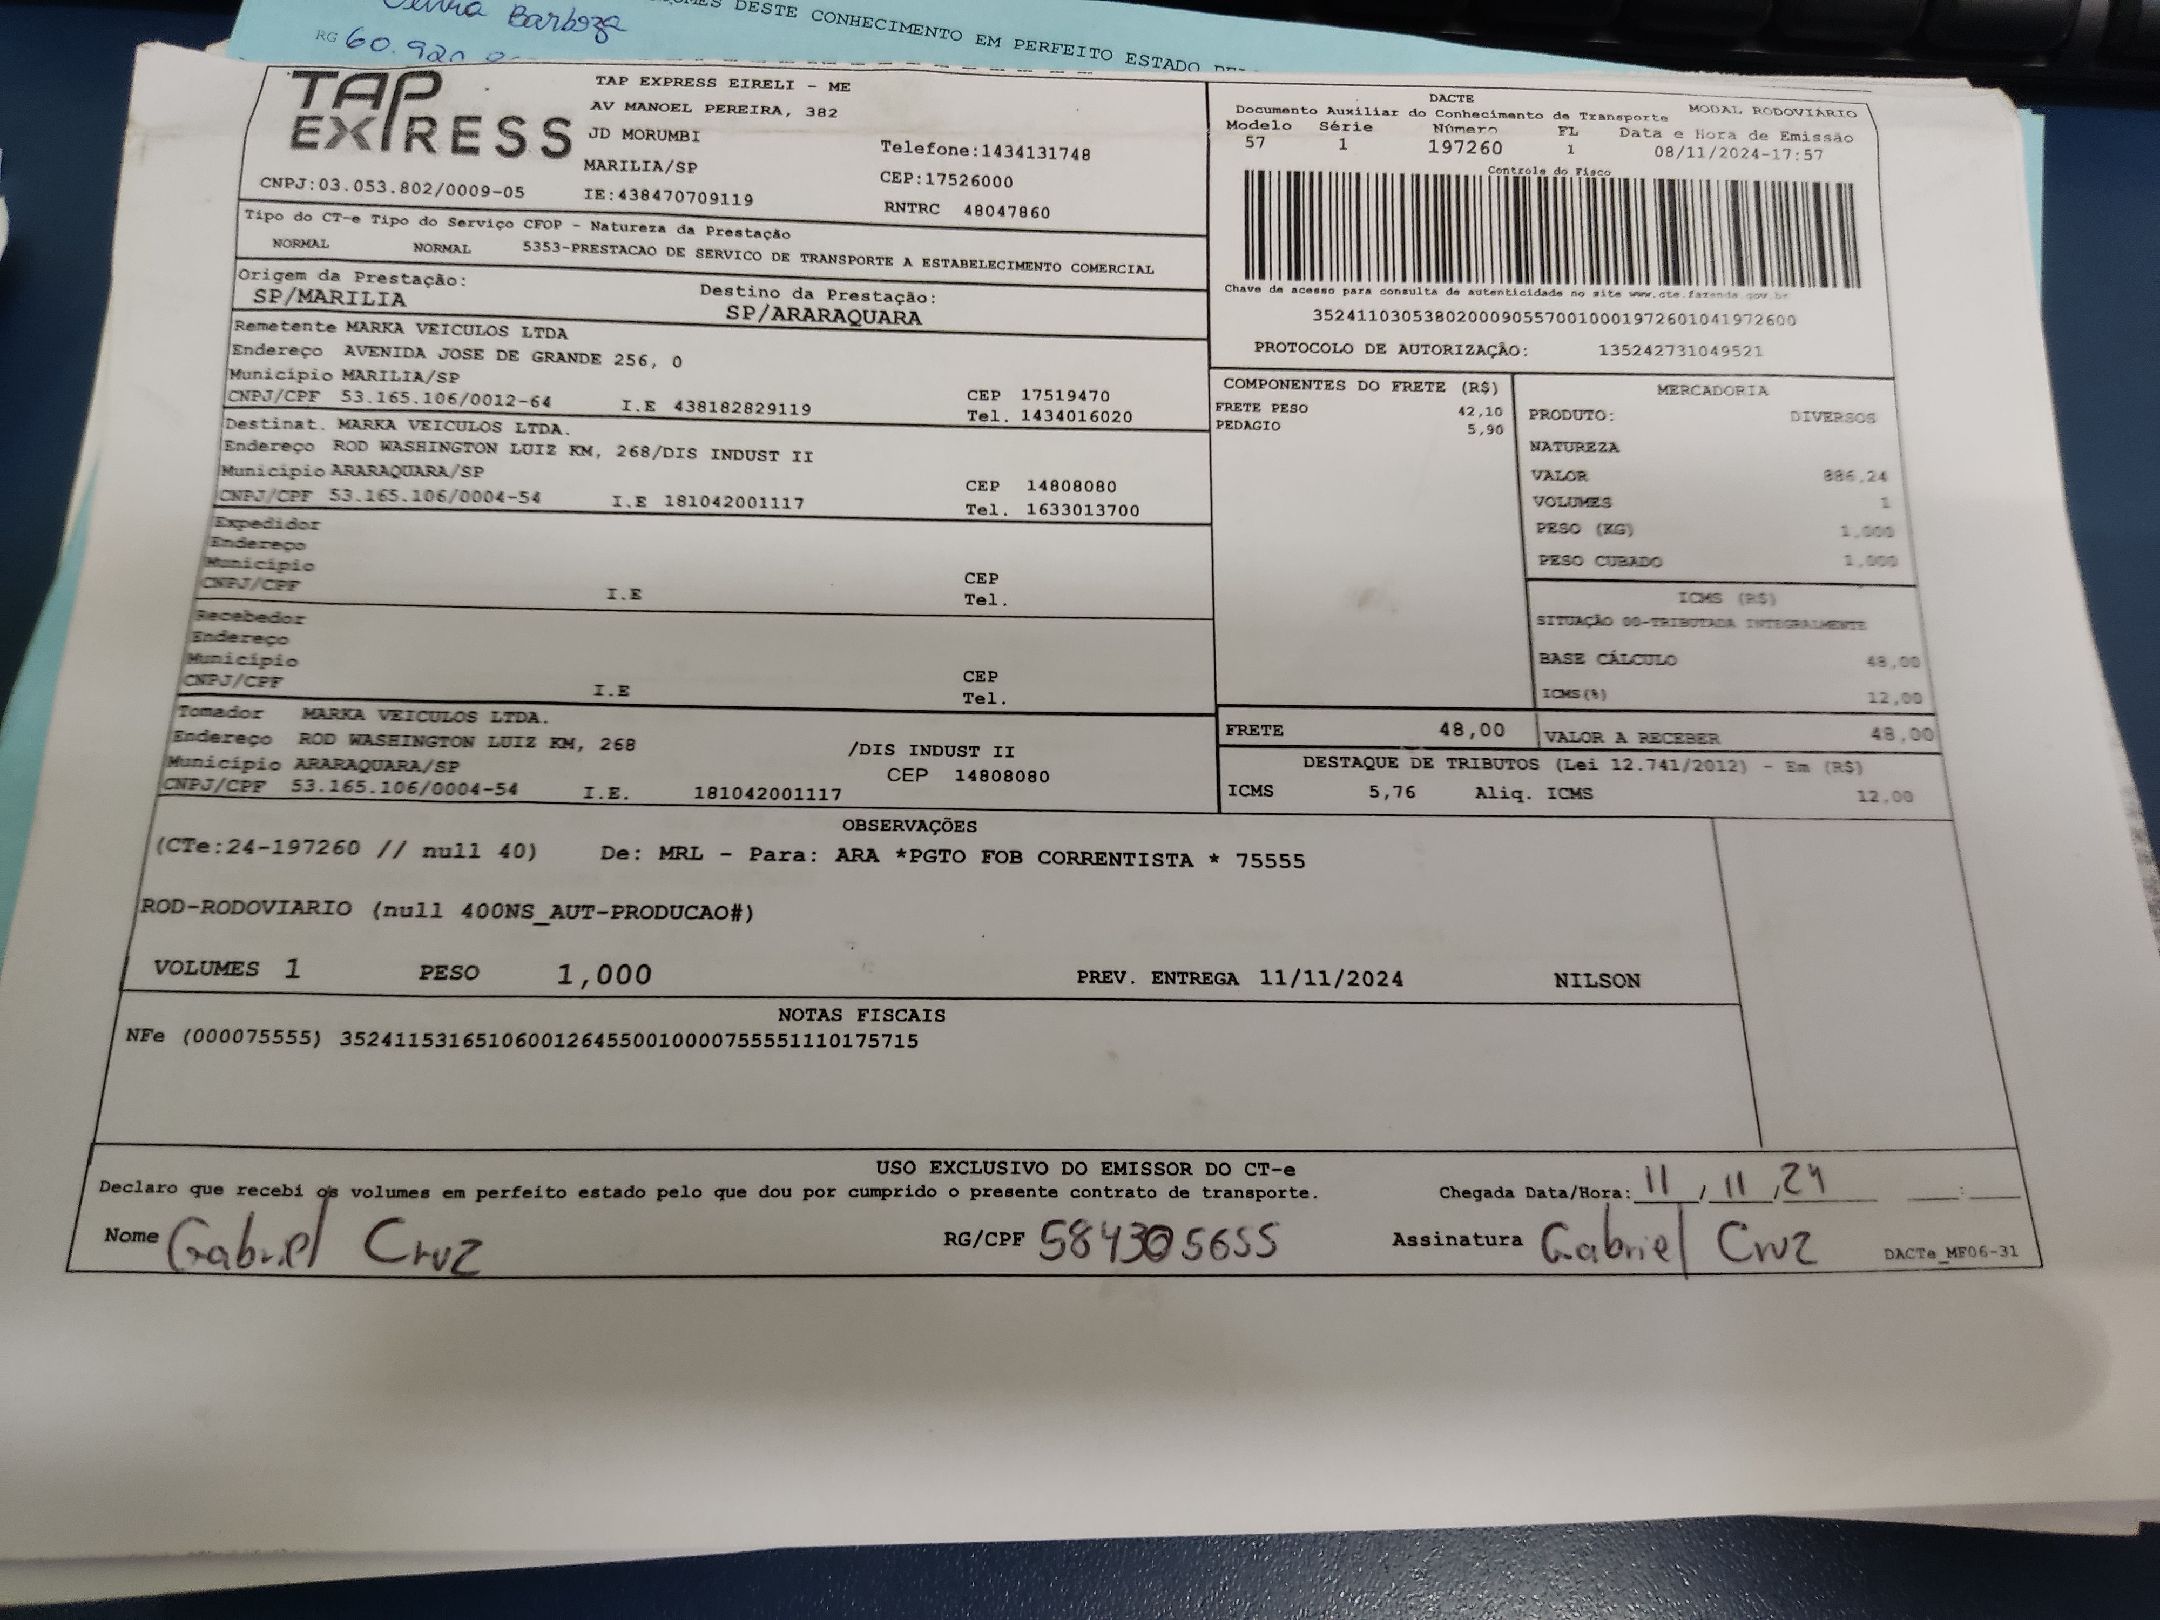 Barboza
DESTE CONHECIMENTO EM PERFEITO ESTADO
RG 60.920
TAP EXPRESS
TAP EXPRESS EIRELI - ME
AV MANOEL PEREIRA, 382
JD MORUMBI
Telefone:1434131748
MARILIA/SP
CEP:17526000
CNPJ:03.053.802/0009-05
IE:438470709119
RNTRC 48047860
DACTE
MODAL RODOVIÁRIO
Documento Auxiliar do Conhecimento de Transporte
Modelo Série Número FL Data e Hora de Emissão
57 1 197260 1 08/11/2024-17:57
Controle do Fisco
Chave de acesso para consulta de autenticidade no site www.cte.fazenda.gov.br
35241103053802000905570010001972601041972600
PROTOCOLO DE AUTORIZAÇÃO: 135242731049521
Tipo do CT-e Tipo do Serviço CFOP - Natureza da Prestação
NORMAL NORMAL 5353-PRESTACAO DE SERVICO DE TRANSPORTE A ESTABELECIMENTO COMERCIAL
Origem da Prestação: Destino da Prestação:
SP/MARILIA SP/ARARAQUARA
Remetente MARKA VEICULOS LTDA
Endereço AVENIDA JOSE DE GRANDE 256, 0
Município MARILIA/SP CEP 17519470
CNPJ/CPF 53.165.106/0012-64 I.E 438182829119 Tel. 1434016020
Destinat. MARKA VEICULOS LTDA.
Endereço ROD WASHINGTON LUIZ KM, 268/DIS INDUST II
Município ARARAQUARA/SP CEP 14808080
CNPJ/CPF 53.165.106/0004-54 I.E 181042001117 Tel. 1633013700
Expedidor
Endereço
Município CEP
CNPJ/CPF I.E Tel.
Recebedor
Endereço
Município CEP
CNPJ/CPF I.E Tel.
Tomador MARKA VEICULOS LTDA.
Endereço ROD WASHINGTON LUIZ KM, 268 /DIS INDUST II
Município ARARAQUARA/SP CEP 14808080
CNPJ/CPF 53.165.106/0004-54 I.E. 181042001117
COMPONENTES DO FRETE (R$)
FRETE PESO 42,10
PEDAGIO 5,90
MERCADORIA
PRODUTO: DIVERSOS
NATUREZA
VALOR 886,24
VOLUMES 1
PESO (KG) 1,000
PESO CUBADO 1,000
ICMS (R$)
SITUAÇÃO 00-TRIBUTADA INTEGRALMENTE
BASE CÁLCULO 48,00
ICMS(%) 12,00
FRETE 48,00 VALOR A RECEBER 48,00
DESTAQUE DE TRIBUTOS (Lei 12.741/2012) - Em (R$)
ICMS 5,76 Aliq. ICMS 12,00
OBSERVAÇÕES
(CTe:24-197260 // null 40) De: MRL - Para: ARA *PGTO FOB CORRENTISTA * 75555
ROD-RODOVIARIO (null 400NS_AUT-PRODUCAO#)
VOLUMES 1 PESO 1,000 PREV. ENTREGA 11/11/2024 NILSON
NOTAS FISCAIS
NFe (000075555) 35241153165106001264550010000755551110175715
USO EXCLUSIVO DO EMISSOR DO CT-e
Declaro que recebi os volumes em perfeito estado pelo que dou por cumprido o presente contrato de transporte. Chegada Data/Hora: 11/11/24 :
Nome Gabriel Cruz RG/CPF 584305655 Assinatura Gabriel Cruz DACTe_MF06-31